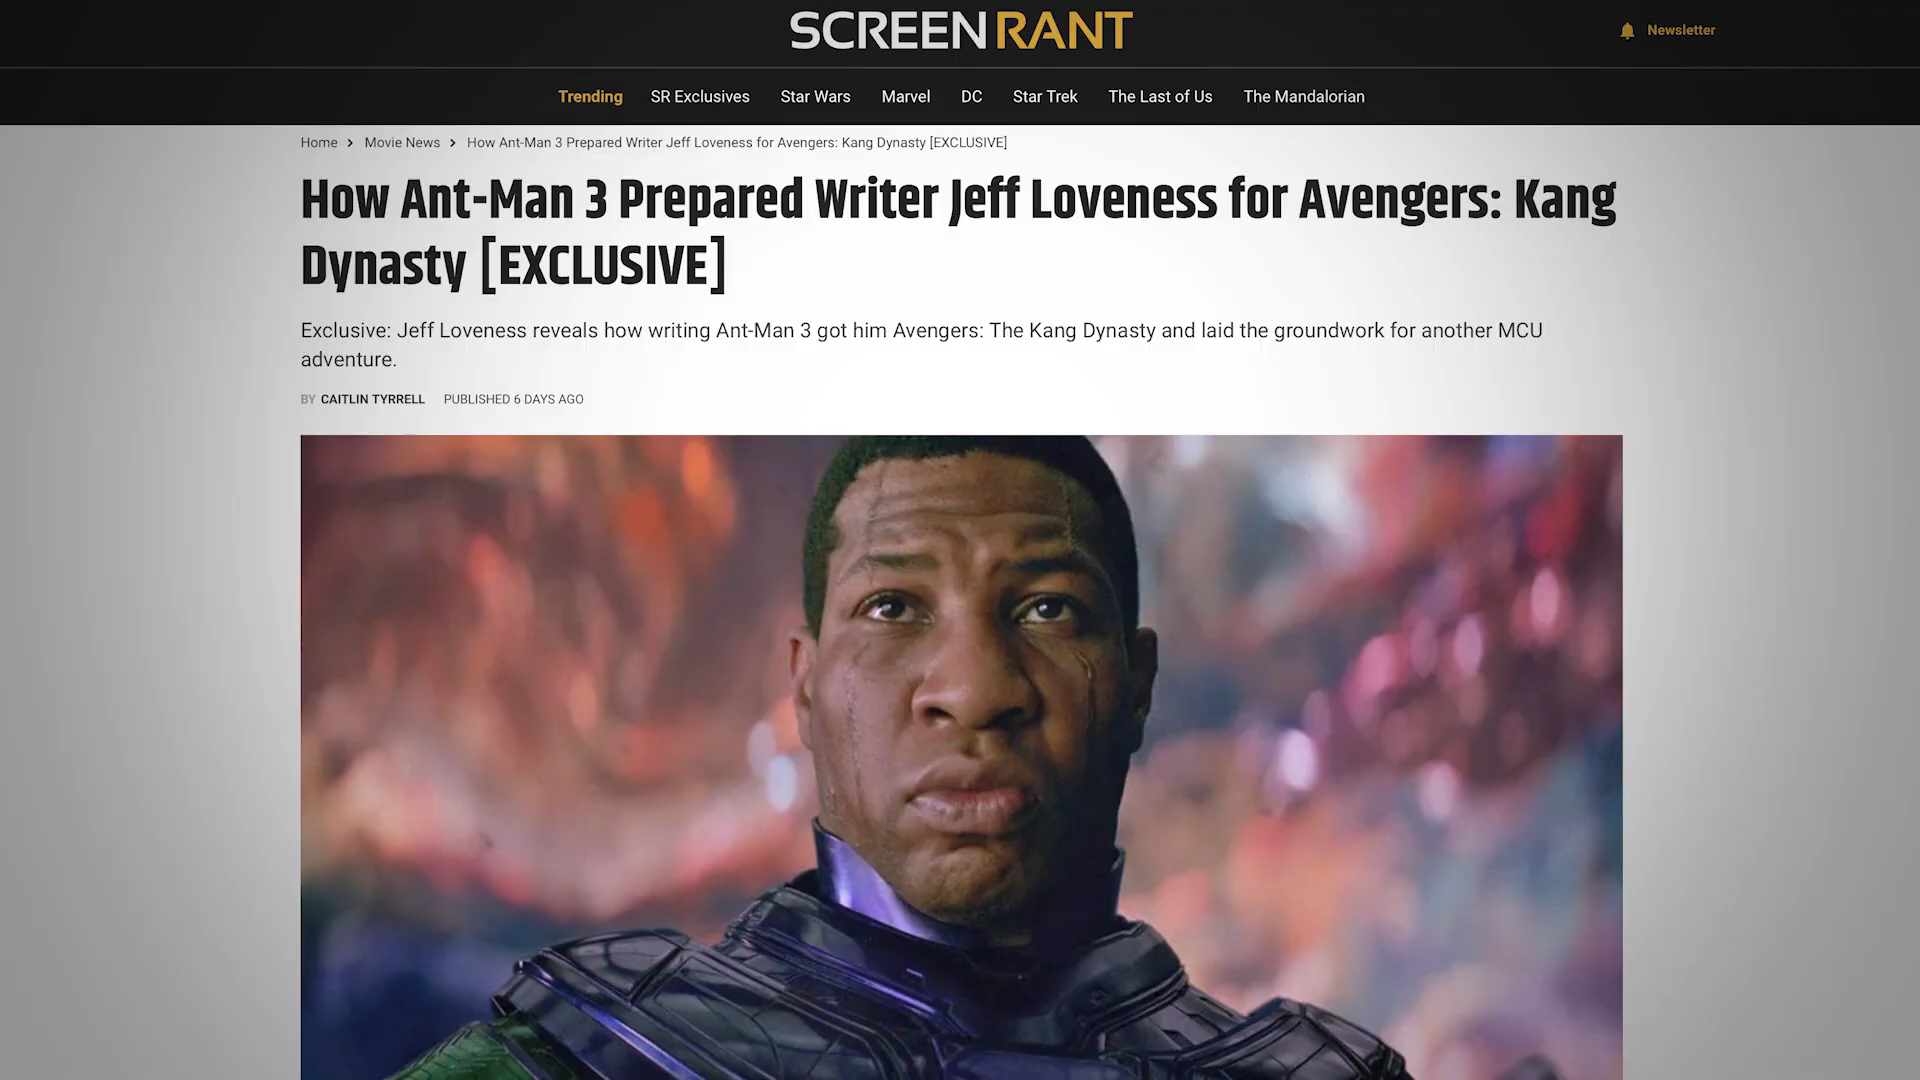 SCREENRANT
Newsletter
Trending SR Exclusives Star Wars Marvel DC Star Trek The Last of Us The Mandalorian
Home > Movie News > How Ant-Man 3 Prepared Writer Jeff Loveness for Avengers: Kang Dynasty [EXCLUSIVE]
How Ant-Man 3 Prepared Writer Jeff Loveness for Avengers: Kang
Dynasty [EXCLUSIVE]
Exclusive: Jeff Loveness reveals how writing Ant-Man 3 got him Avengers: The Kang Dynasty and laid the groundwork for another MCU
adventure.
BY CAITLIN TYRRELL PUBLISHED 6 DAYS AGO